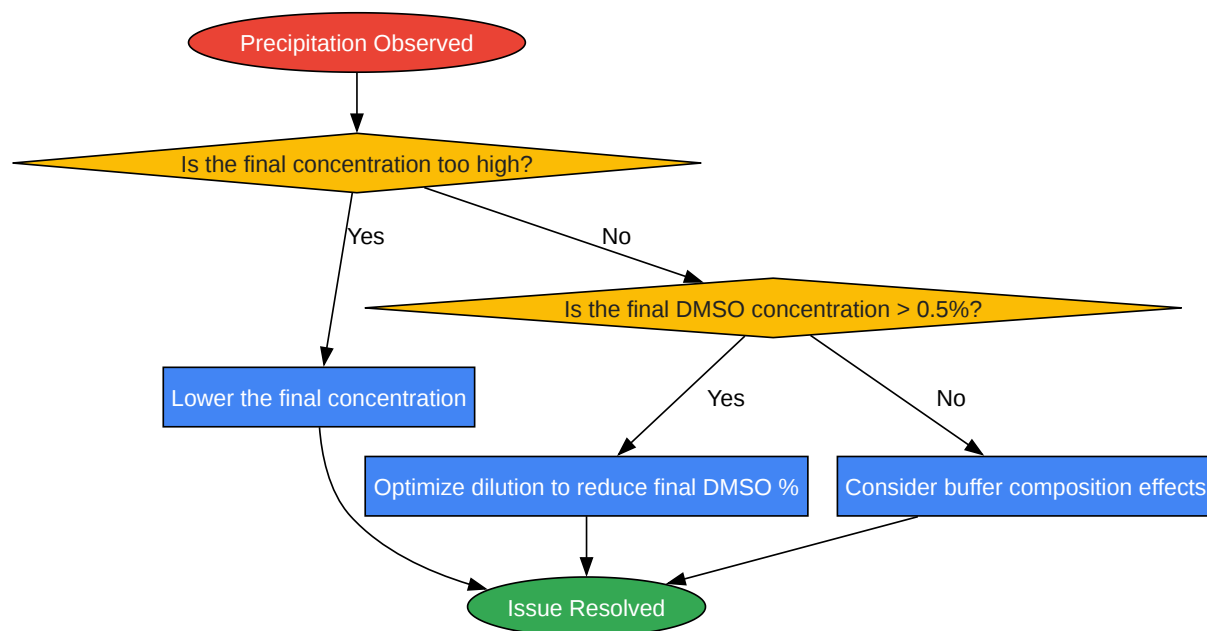 Precipitation Observed
Is the final concentration too high?
Yes
No
Is the final DMSO concentration > 0.5%?
Lower the final concentration
Yes
No
Optimize dilution to reduce final DMSO %
Consider buffer composition effects
Issue Resolved